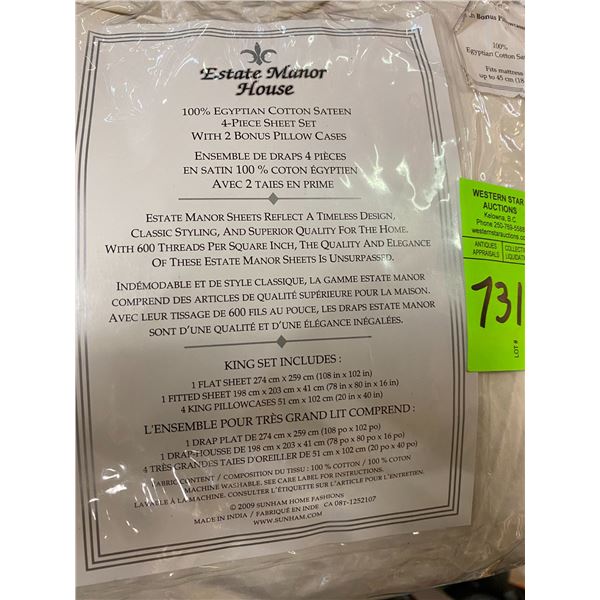 Estate Manor
House
100% EGYPTIAN COTTON SATEEN
4-PIECE SHEET SET
WITH 2 BONUS PILLOW CASES
ENSEMBLE DE DRAPS 4 PIÈCES
EN SATIN 100 % COTON ÉGYPTIEN
AVEC 2 TAIES EN PRIME
ESTATE MANOR SHEETS REFLECT A TIMELESS DESIGN,
CLASSIC STYLING, AND SUPERIOR QUALITY FOR THE HOME.
WITH 600 THREADS PER SQUARE INCH, THE QUALITY AND ELEGANCE
OF THESE ESTATE MANOR SHEETS IS UNSURPASSED.
INDÉMODABLE ET DE STYLE CLASSIQUE, LA GAMME ESTATE MANOR
COMPREND DES ARTICLES DE QUALITÉ SUPÉRIEURE POUR LA MAISON.
AVEC LEUR TISSAGE DE 600 FILS AU POUCE, LES DRAPS ESTATE MANOR
SONT D'UNE QUALITÉ ET D'UNE ÉLÉGANCE INÉGALÉES.
KING SET INCLUDES :
1 FLAT SHEET 274 cm x 259 cm (108 in x 102 in)
1 FITTED SHEET 198 cm x 203 cm x 41 cm (78 in x 80 in x 16 in)
4 KING PILLOWCASES 51 cm x 102 cm (20 in x 40 in)
L'ENSEMBLE POUR TRÈS GRAND LIT COMPREND :
1 DRAP PLAT DE 274 cm x 259 cm (108 po x 102 po)
1 DRAP-HOUSSE DE 198 cm x 203 x 41 cm (78 po x 80 po x 16 po)
4 TRÈS GRANDES TAIES D'OREILLER DE 51 cm x 102 cm (20 po x 40 po)
FABRIC CONTENT / COMPOSITION DU TISSU : 100 % COTTON / 100 % COTON
MACHINE WASHABLE. SEE CARE LABEL FOR INSTRUCTIONS.
LAVABLE À LA MACHINE. CONSULTER L'ÉTIQUETTE SUR L'ARTICLE POUR L'ENTRETIEN.
© 2009 SUNHAM HOME FASHIONS
MADE IN INDIA / FABRIQUÉ EN INDE CA 087-1252107
WWW.SUNHAM.COM
Bonus Pillowcases
100%
Egyptian Cotton
Fits mattress
up to 45 cm (18
WESTERN STAR
AUCTIONS
Kelowna, B.C.
Phone 250-769-5568
westernstarauctions.co
ANTIQUES COLLECTI
APPRAISALS LIQUIDATI
731
LOT #